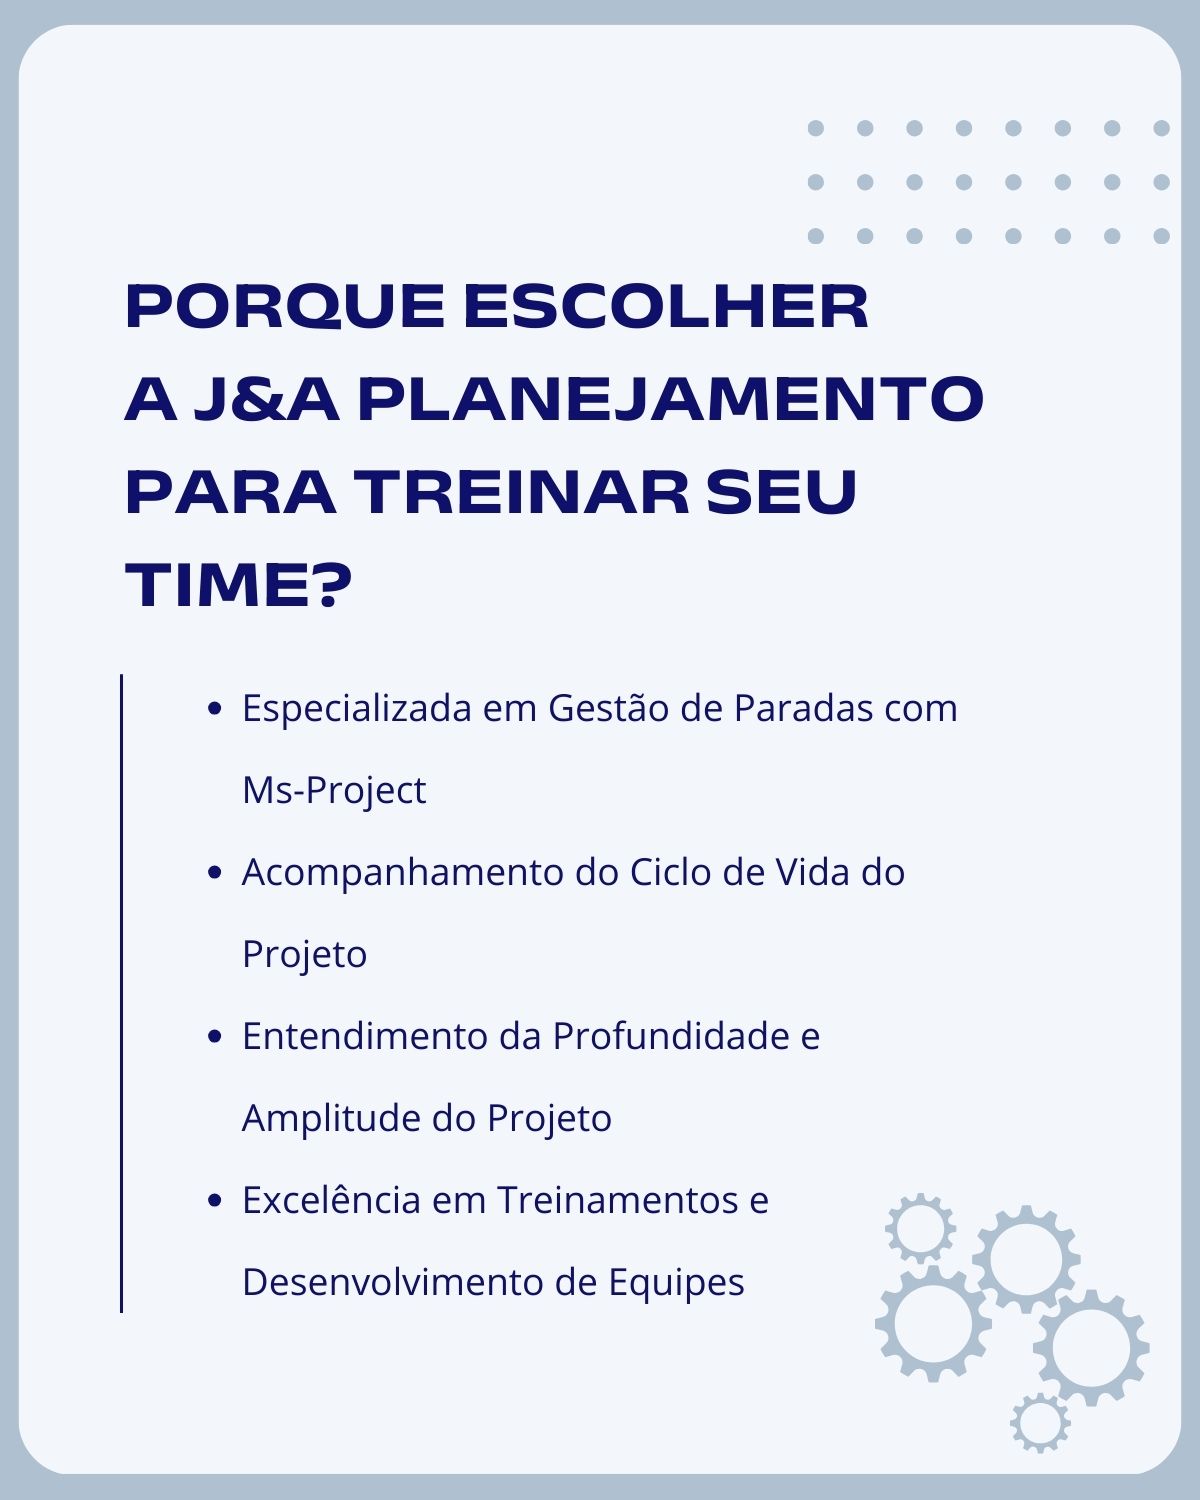 PORQUE ESCOLHER
A J&A PLANEJAMENTO
PARA TREINAR SEU
TIME?
• Especializada em Gestão de Paradas com
Ms-Project
• Acompanhamento do Ciclo de Vida do
Projeto
• Entendimento da Profundidade e
Amplitude do Projeto
• Excelência em Treinamentos e
Desenvolvimento de Equipes